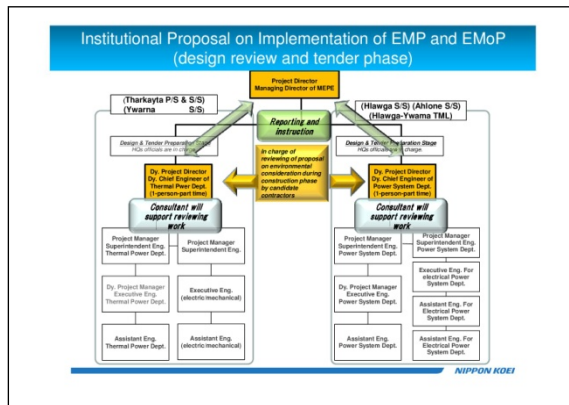 Institutional Proposal on Implementation of EMP and EMoP
(design review and tender phase)
Project Director
Managing Director of MEPE
(Tharkayta P/S & S/S)
(Ywarna S/S)
(Hlawga S/S) (Ahlone S/S)
(Hlawga-Ywama TML)
Reporting and
instruction
Design & Tender Preparation Stage
HQs officials are in charge.
Design & Tender Preparation Stage
HQs officials are in charge.
Dy. Project Director
Dy. Chief Engineer of
Thermal Pwer Dept.
(1-person-part time)
In charge of
reviewing of proposal
on environmental
consideration during
construction phase
by candidate
contractors
Dy. Project Director
Dy. Chief Engineer of
Power System Dept.
(1-person-part time)
Consultant will
support reviewing
work
Consultant will
support reviewing
work
Project Manager
Superintendent Eng.
Thermal Power Dept.
Project Manager
Superintendent Eng.
Project Manager
Superintendent Eng.
Power System Dept.
Project Manager
Superintendent Eng.
Power System Dept.
Dy. Project Manager
Executive Eng.
Thermal Power Dept.
Executive Eng.
(electric/mechanical)
Dy. Project Manager
Executive Eng.
Power System Dept.
Executive Eng. For
electrical Power
System Dept.
Assistant Eng. For
Electrical Power
System Dept.
Assistant Eng.
Thermal Power Dept.
Assistant Eng.
(electric/mechanical)
Assistant Eng.
Power System Dept.
Assistant Eng. For
Electrical Power
System Dept.
NIPPON KOEI